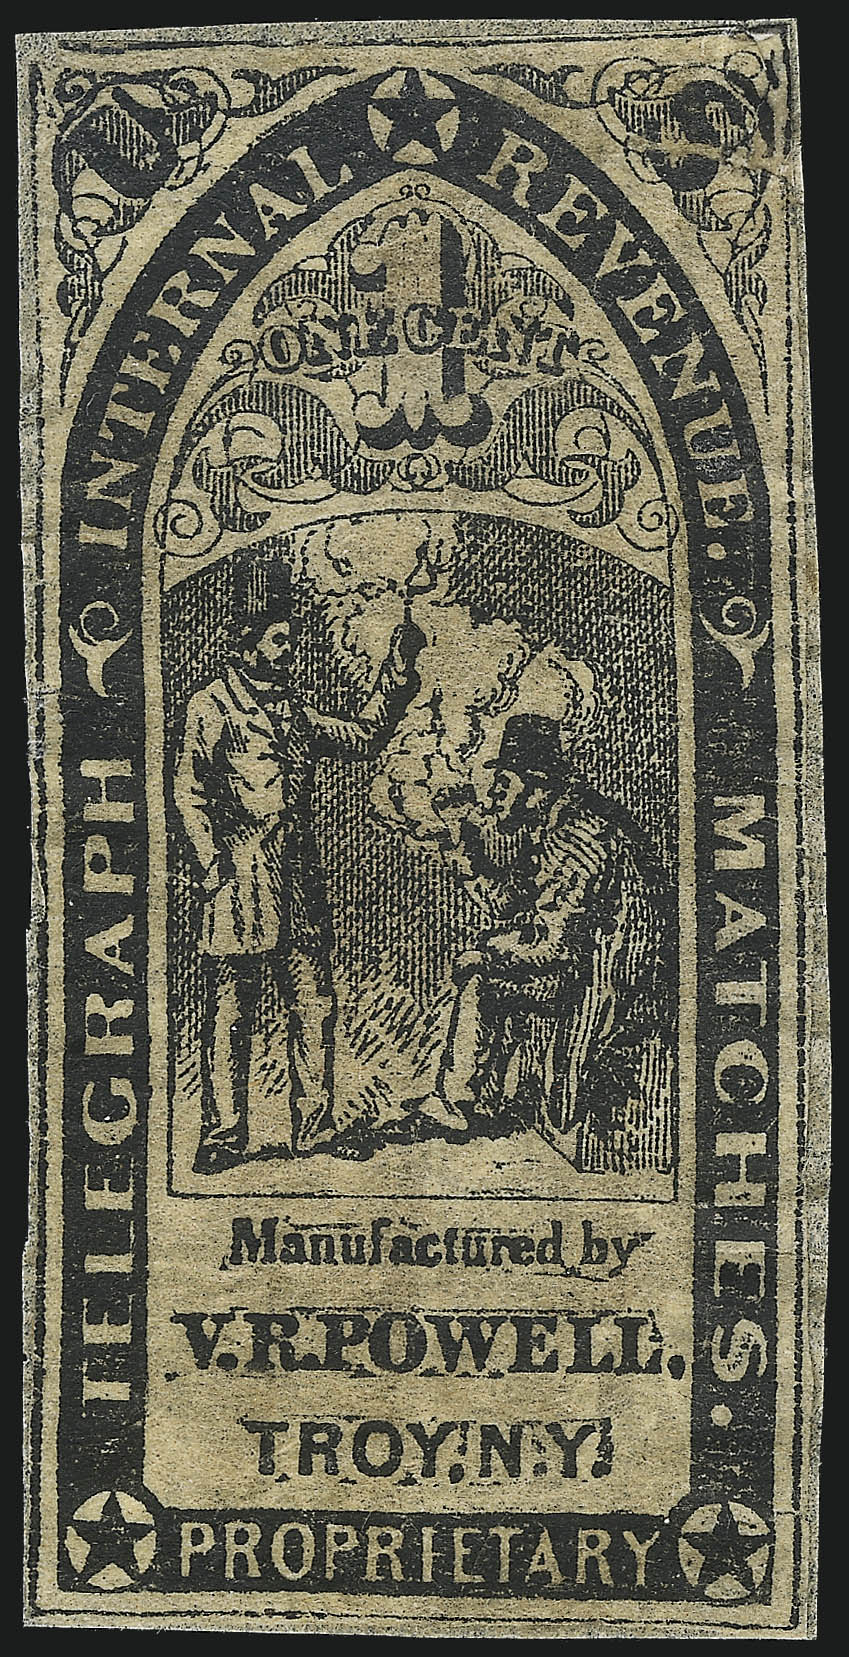 INTERNAL REVENUE.
1
ONE CENT
TELEGRAPH
MATCHES.
Manufactured by
V.R.POWELL.
TROY, N.Y.
PROPRIETARY